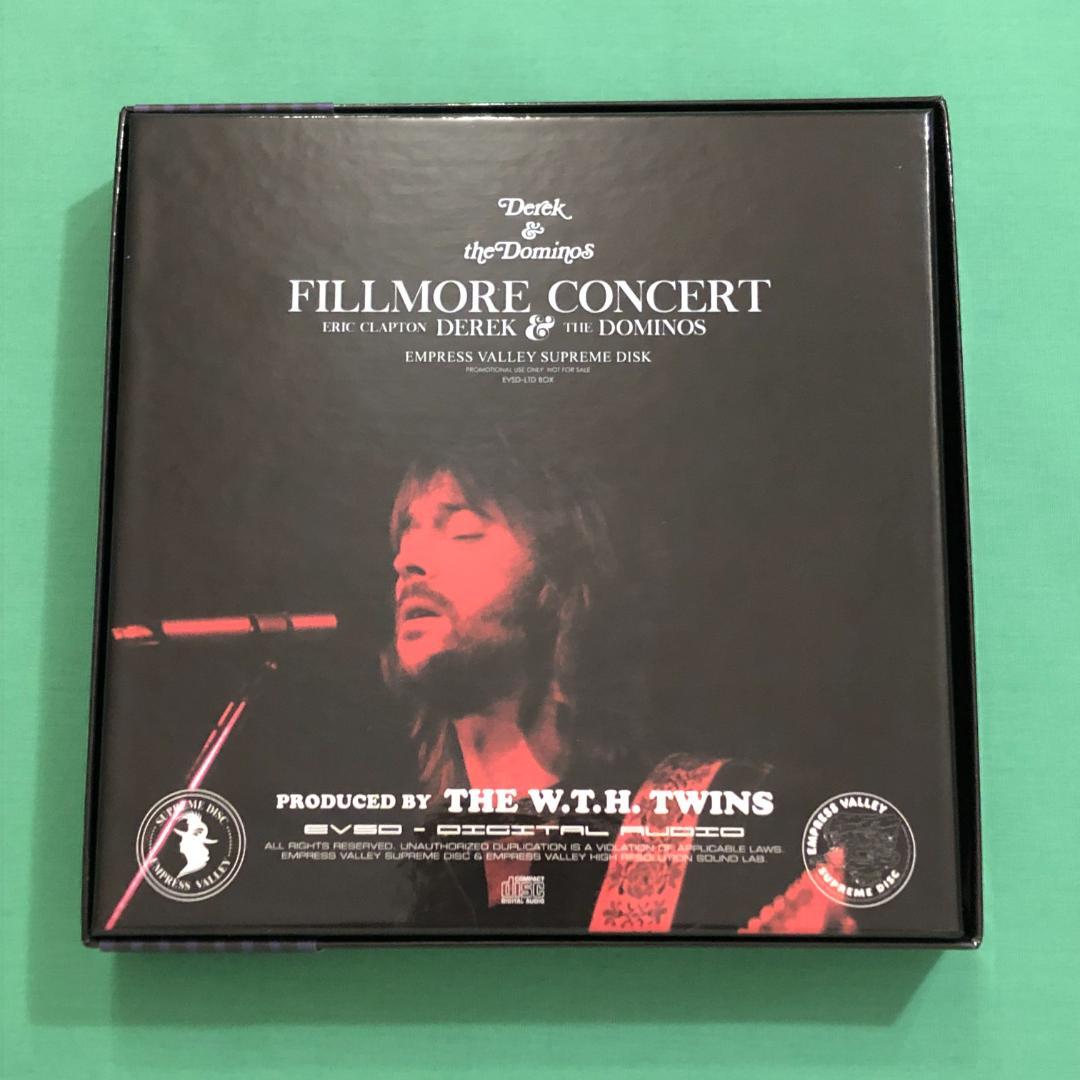 Derek
&
the Dominos
FILLMORE CONCERT
ERIC CLAPTON DEREK & THE DOMINOS
EMPRESS VALLEY SUPREME DISK
PROMOTIONAL USE ONLY NOT FOR SALE
EVSD-LTD BOX
PRODUCED BY THE W.T.H. TWINS
EVSD - DIGITAL AUDIO
ALL RIGHTS RESERVED. UNAUTHORIZED DUPLICATION IS A VIOLATION OF APPLICABLE LAWS.
EMPRESS VALLEY SUPREME DISC & EMPRESS VALLEY HIGH RESOLUTION SOUND LAB.
SUPREME DISC
EMPRESS VALLEY
COMPACT
disc
DIGITAL AUDIO
EMPRESS VALLEY
SUPREME DISC